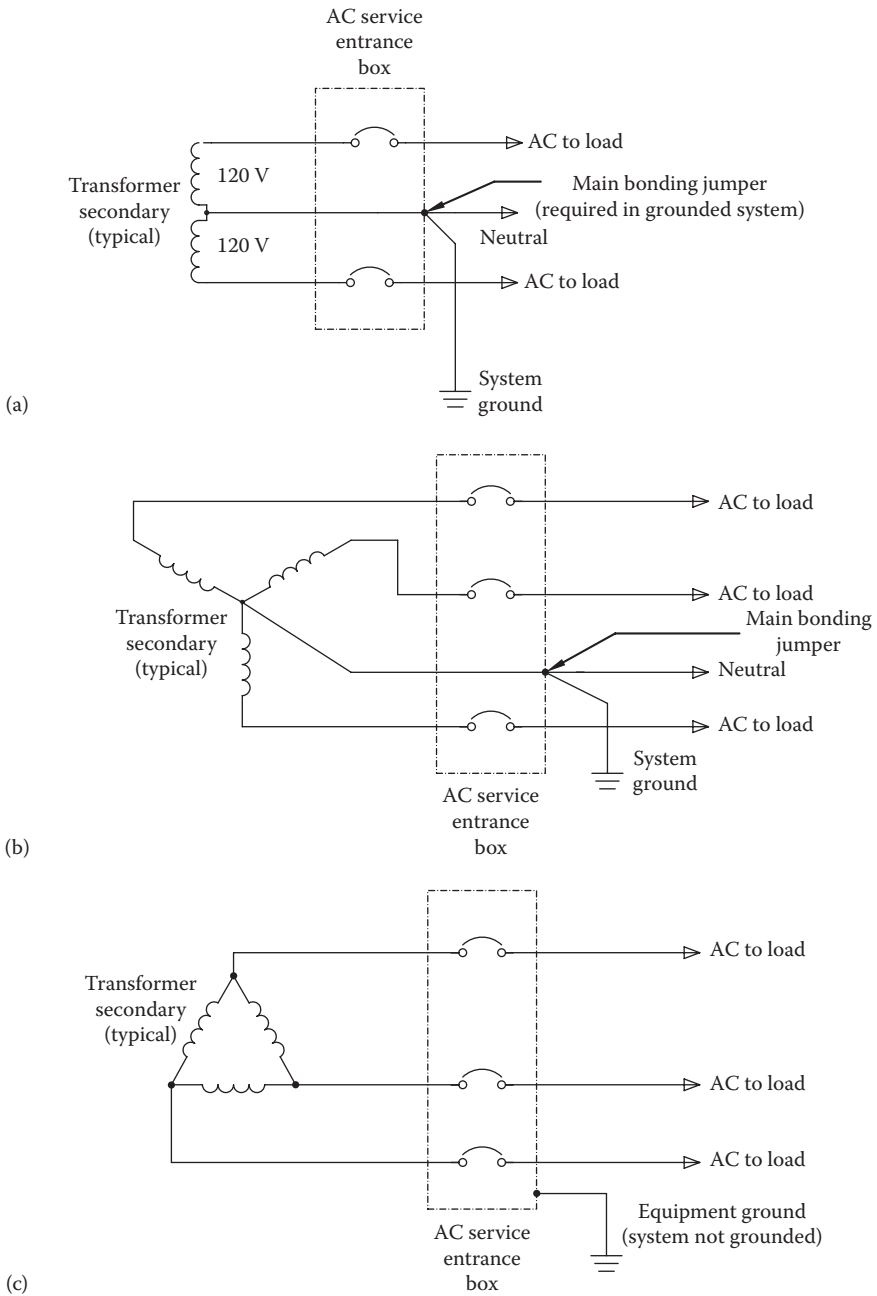 AC service
entrance
box
AC to load
120 V
Transformer
secondary
(typical)
Main bonding jumper
(required in grounded system)
Neutral
120 V
AC to load
System
ground
(a)
AC to load
AC to load
Transformer
secondary
(typical)
Main bonding
jumper
Neutral
AC to load
System
ground
AC service
entrance
box
(b)
AC to load
Transformer
secondary
(typical)
AC to load
AC to load
Equipment ground
(system not grounded)
AC service
entrance
box
(c)